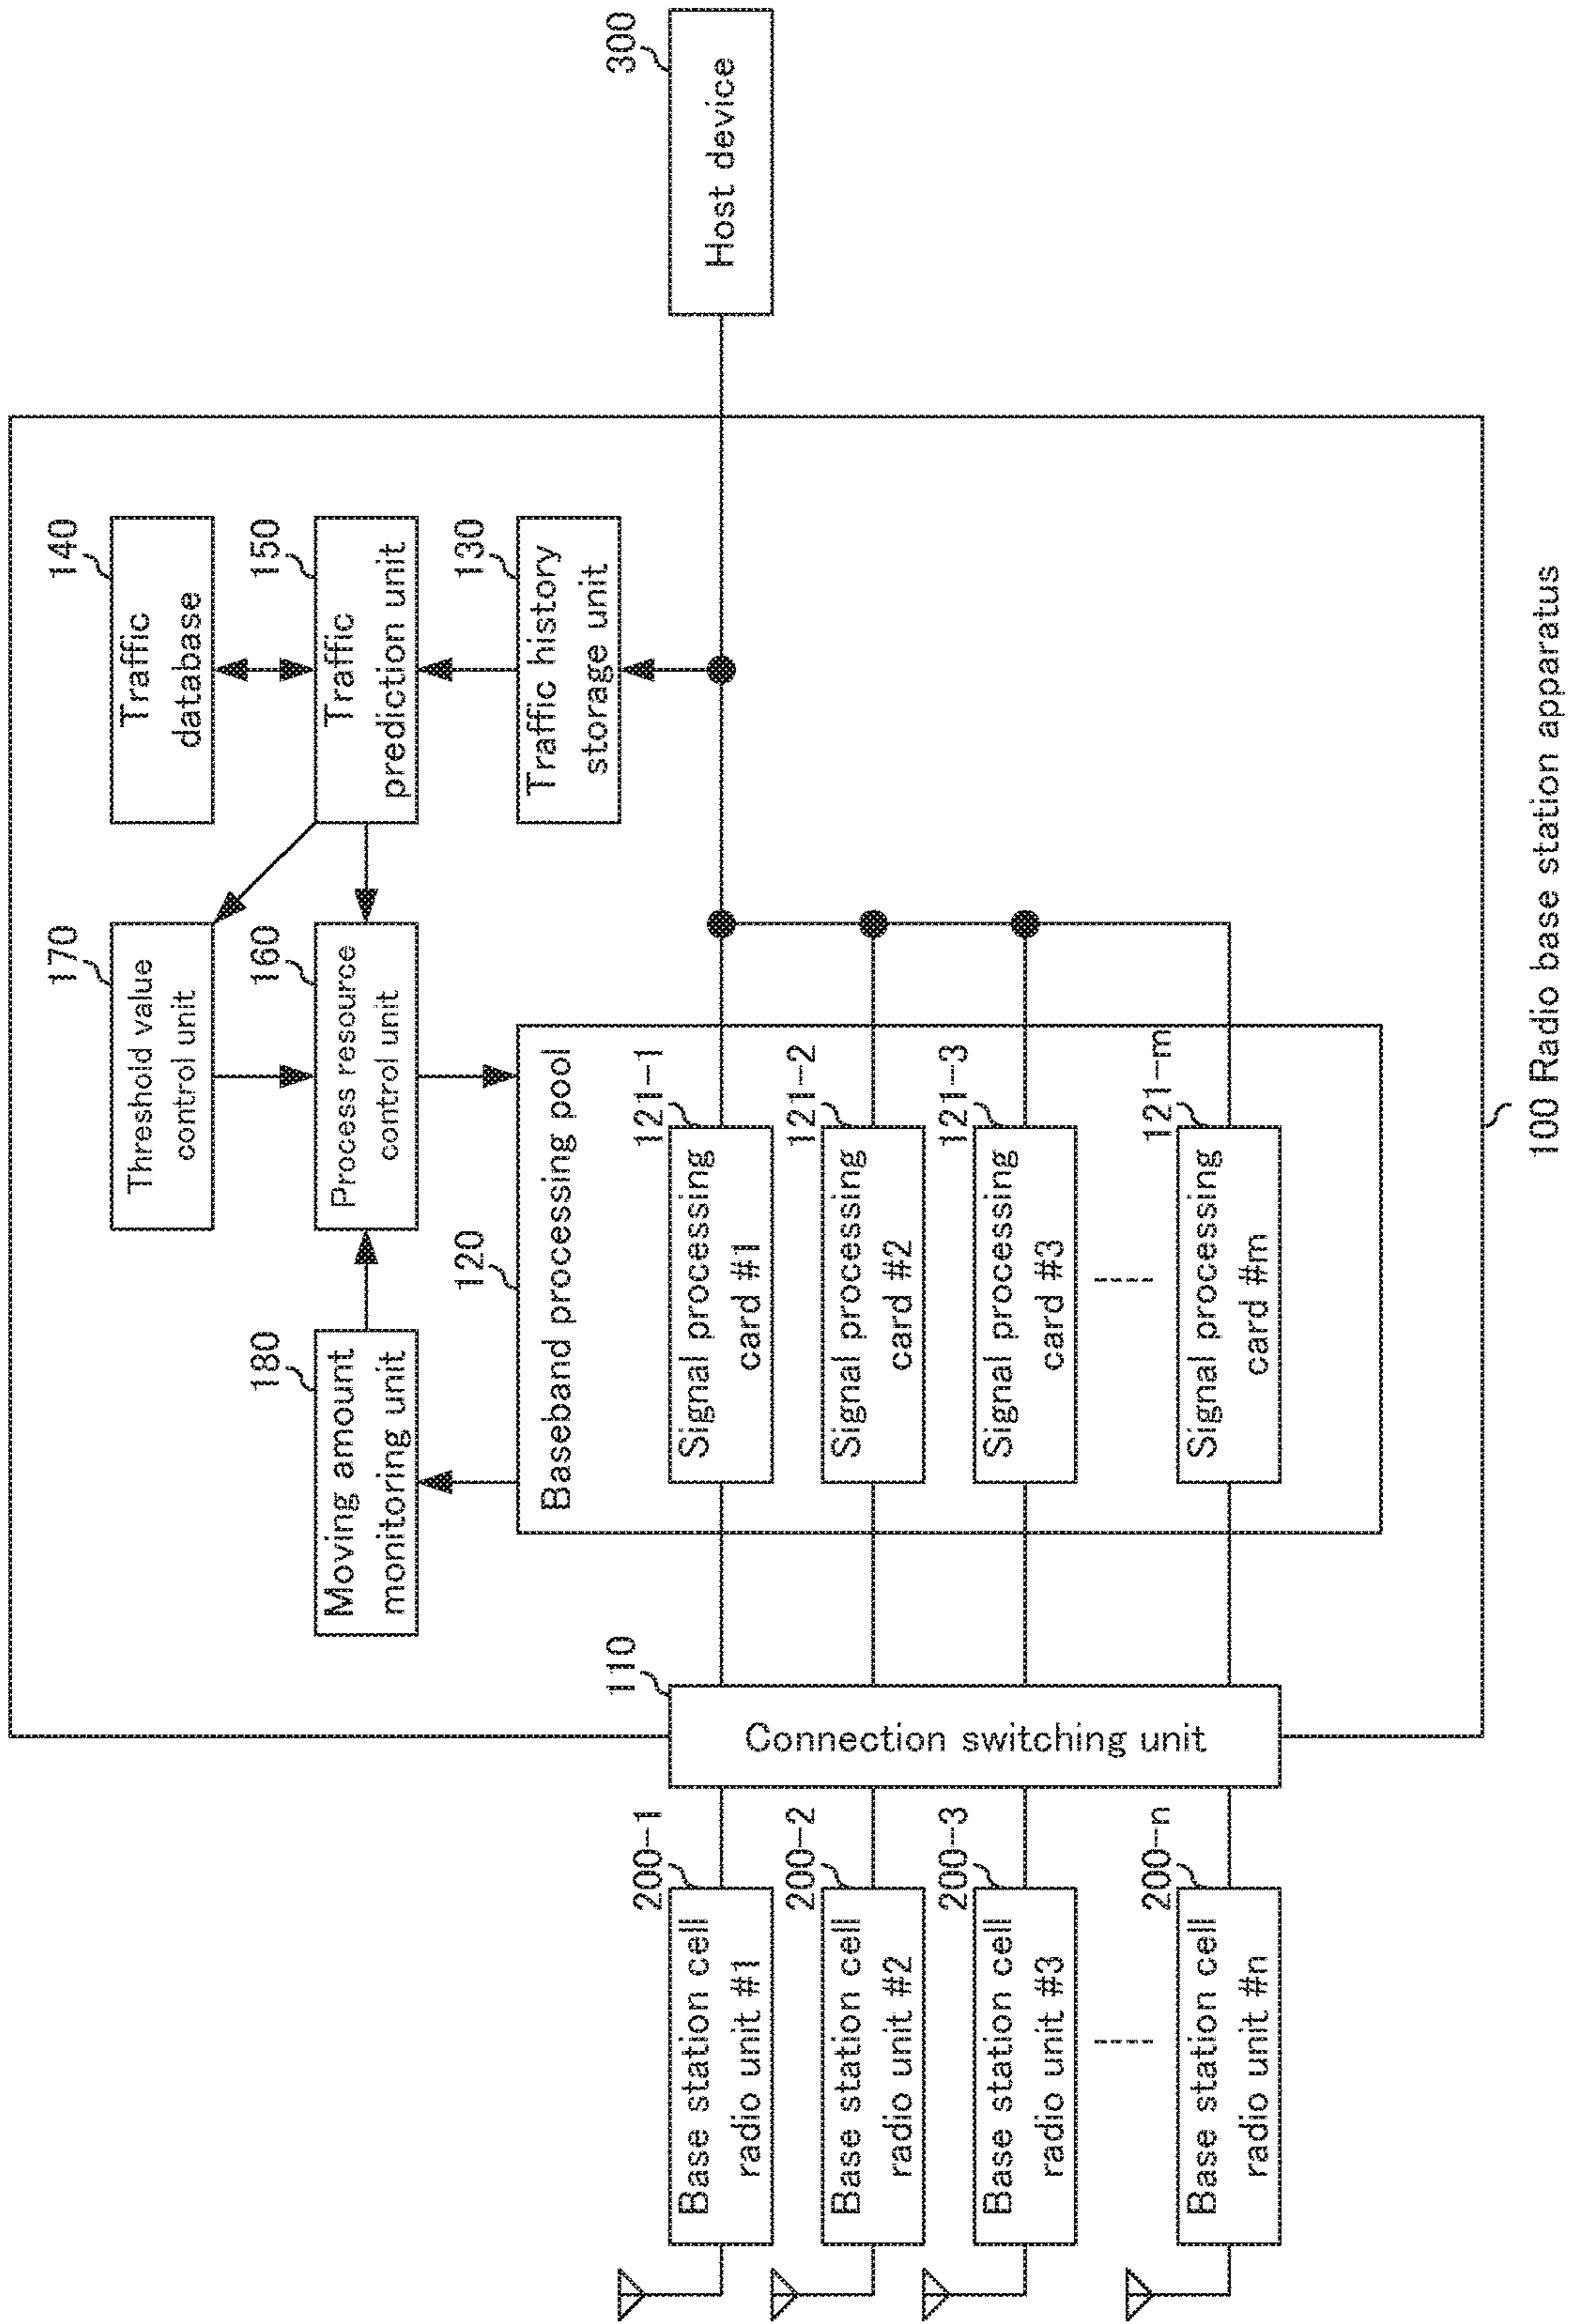 140
Traffic
database
170
Threshold value
control unit
150
Traffic
prediction unit
160
Process resource
control unit
180
Moving amount
monitoring unit
130
Traffic history
storage unit
120
Baseband processing pool
300
Host device
110
Connection switching unit
200-1
Base station cell
radio unit #1
121-1
Signal processing
card #1
200-2
Base station cell
radio unit #2
121-2
Signal processing
card #2
200-3
Base station cell
radio unit #3
121-3
Signal processing
card #3
200-n
Base station cell
radio unit #n
121-m
Signal processing
card #m
100 Radio base station apparatus